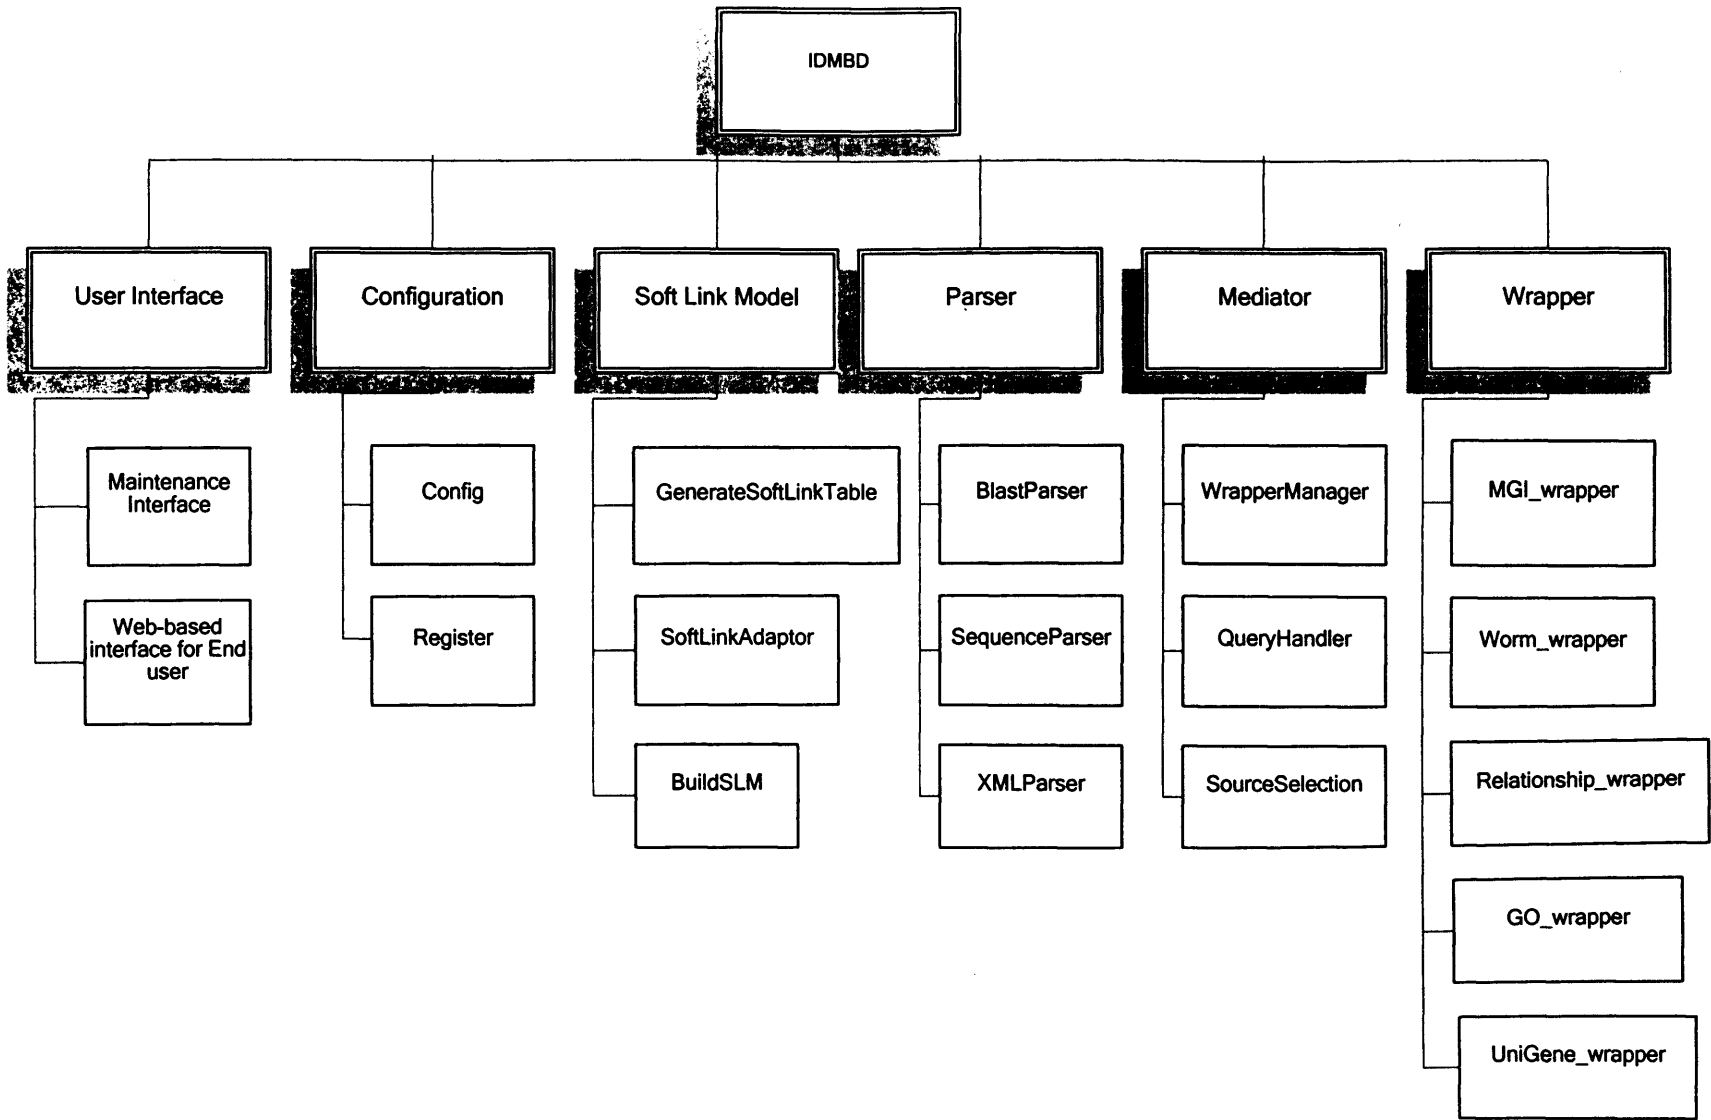 IDMBD
User Interface
Configuration
Soft Link Model
Parser
Mediator
Wrapper
Maintenance
Interface
Web-based
interface for End
user
Config
Register
GenerateSoftLinkTable
SoftLinkAdaptor
BuildSLM
BlastParser
SequenceParser
XMLParser
WrapperManager
QueryHandler
SourceSelection
MGI_wrapper
Worm_wrapper
Relationship_wrapper
GO_wrapper
UniGene_wrapper